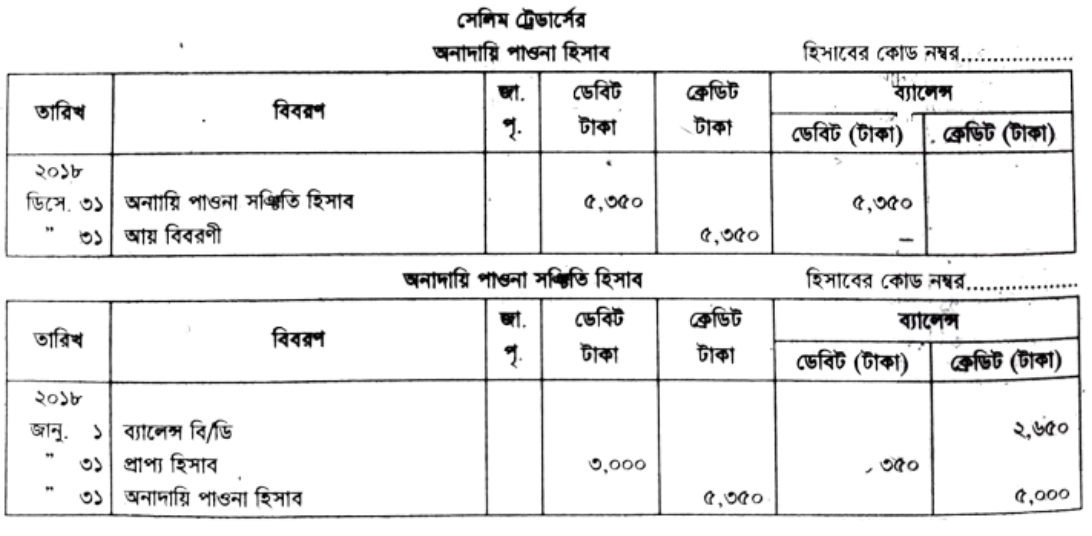 সেলিম ট্রেডার্সের
অনাদায়ি পাওনা হিসাব হিসাবের কোড নম্বর....................
তারিখ বিবরণ জা. পৃ. ডেবিট টাকা ক্রেডিট টাকা ব্যালেন্স
ডেবিট (টাকা) ক্রেডিট (টাকা)
২০১৮
ডিসে. ৩১ অনাায়ি পাওনা সঞ্চিতি হিসাব ৫,৩৫০ ৫,৩৫০
" ৩১ আয় বিবরণী ৫,৩৫০ –
অনাদায়ি পাওনা সঞ্চিতি হিসাব হিসাবের কোড নম্বর....................
তারিখ বিবরণ জা. পৃ. ডেবিট টাকা ক্রেডিট টাকা ব্যালেন্স
ডেবিট (টাকা) ক্রেডিট (টাকা)
২০১৮
জানু. ১ ব্যালেন্স বি/ডি ২,৬৫০
" ৩১ প্রাপ্য হিসাব ৩,০০০ ৩৫০
" ৩১ অনাদায়ি পাওনা হিসাব ৫,৩৫০ ৫,০০০